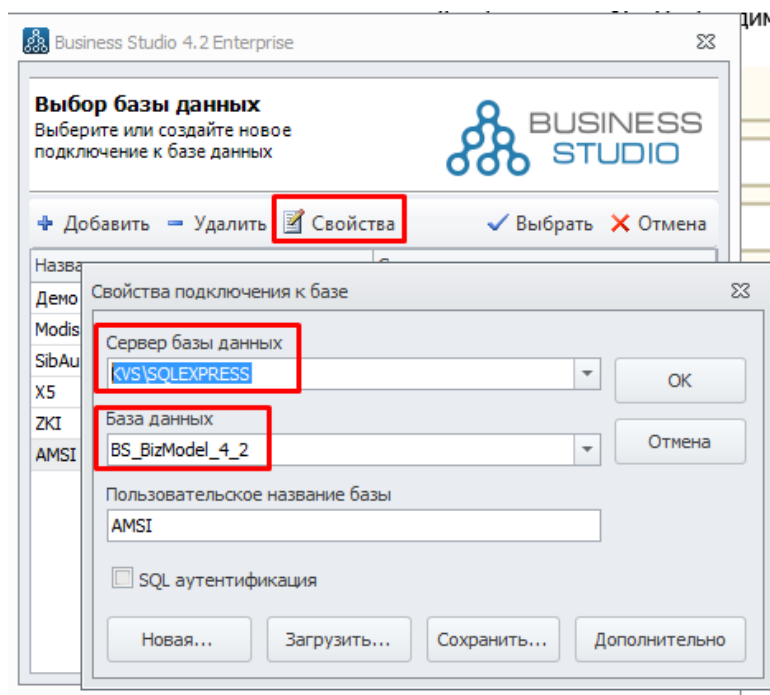 Business Studio 4.2 Enterprise
Выбор базы данных
Выберите или создайте новое
подключение к базе данных
BUSINESS
STUDIO
Добавить Удалить Свойства Выбрать Отмена
Назва
Демо
Modis
SibAu
X5
ZKI
AMSI
Свойства подключения к базе
Сервер базы данных
KVS\SQLEXPRESS
OK
База данных
BS_BizModel_4_2
Отмена
Пользовательское название базы
AMSI
SQL аутентификация
Новая... Загрузить... Сохранить... Дополнительно